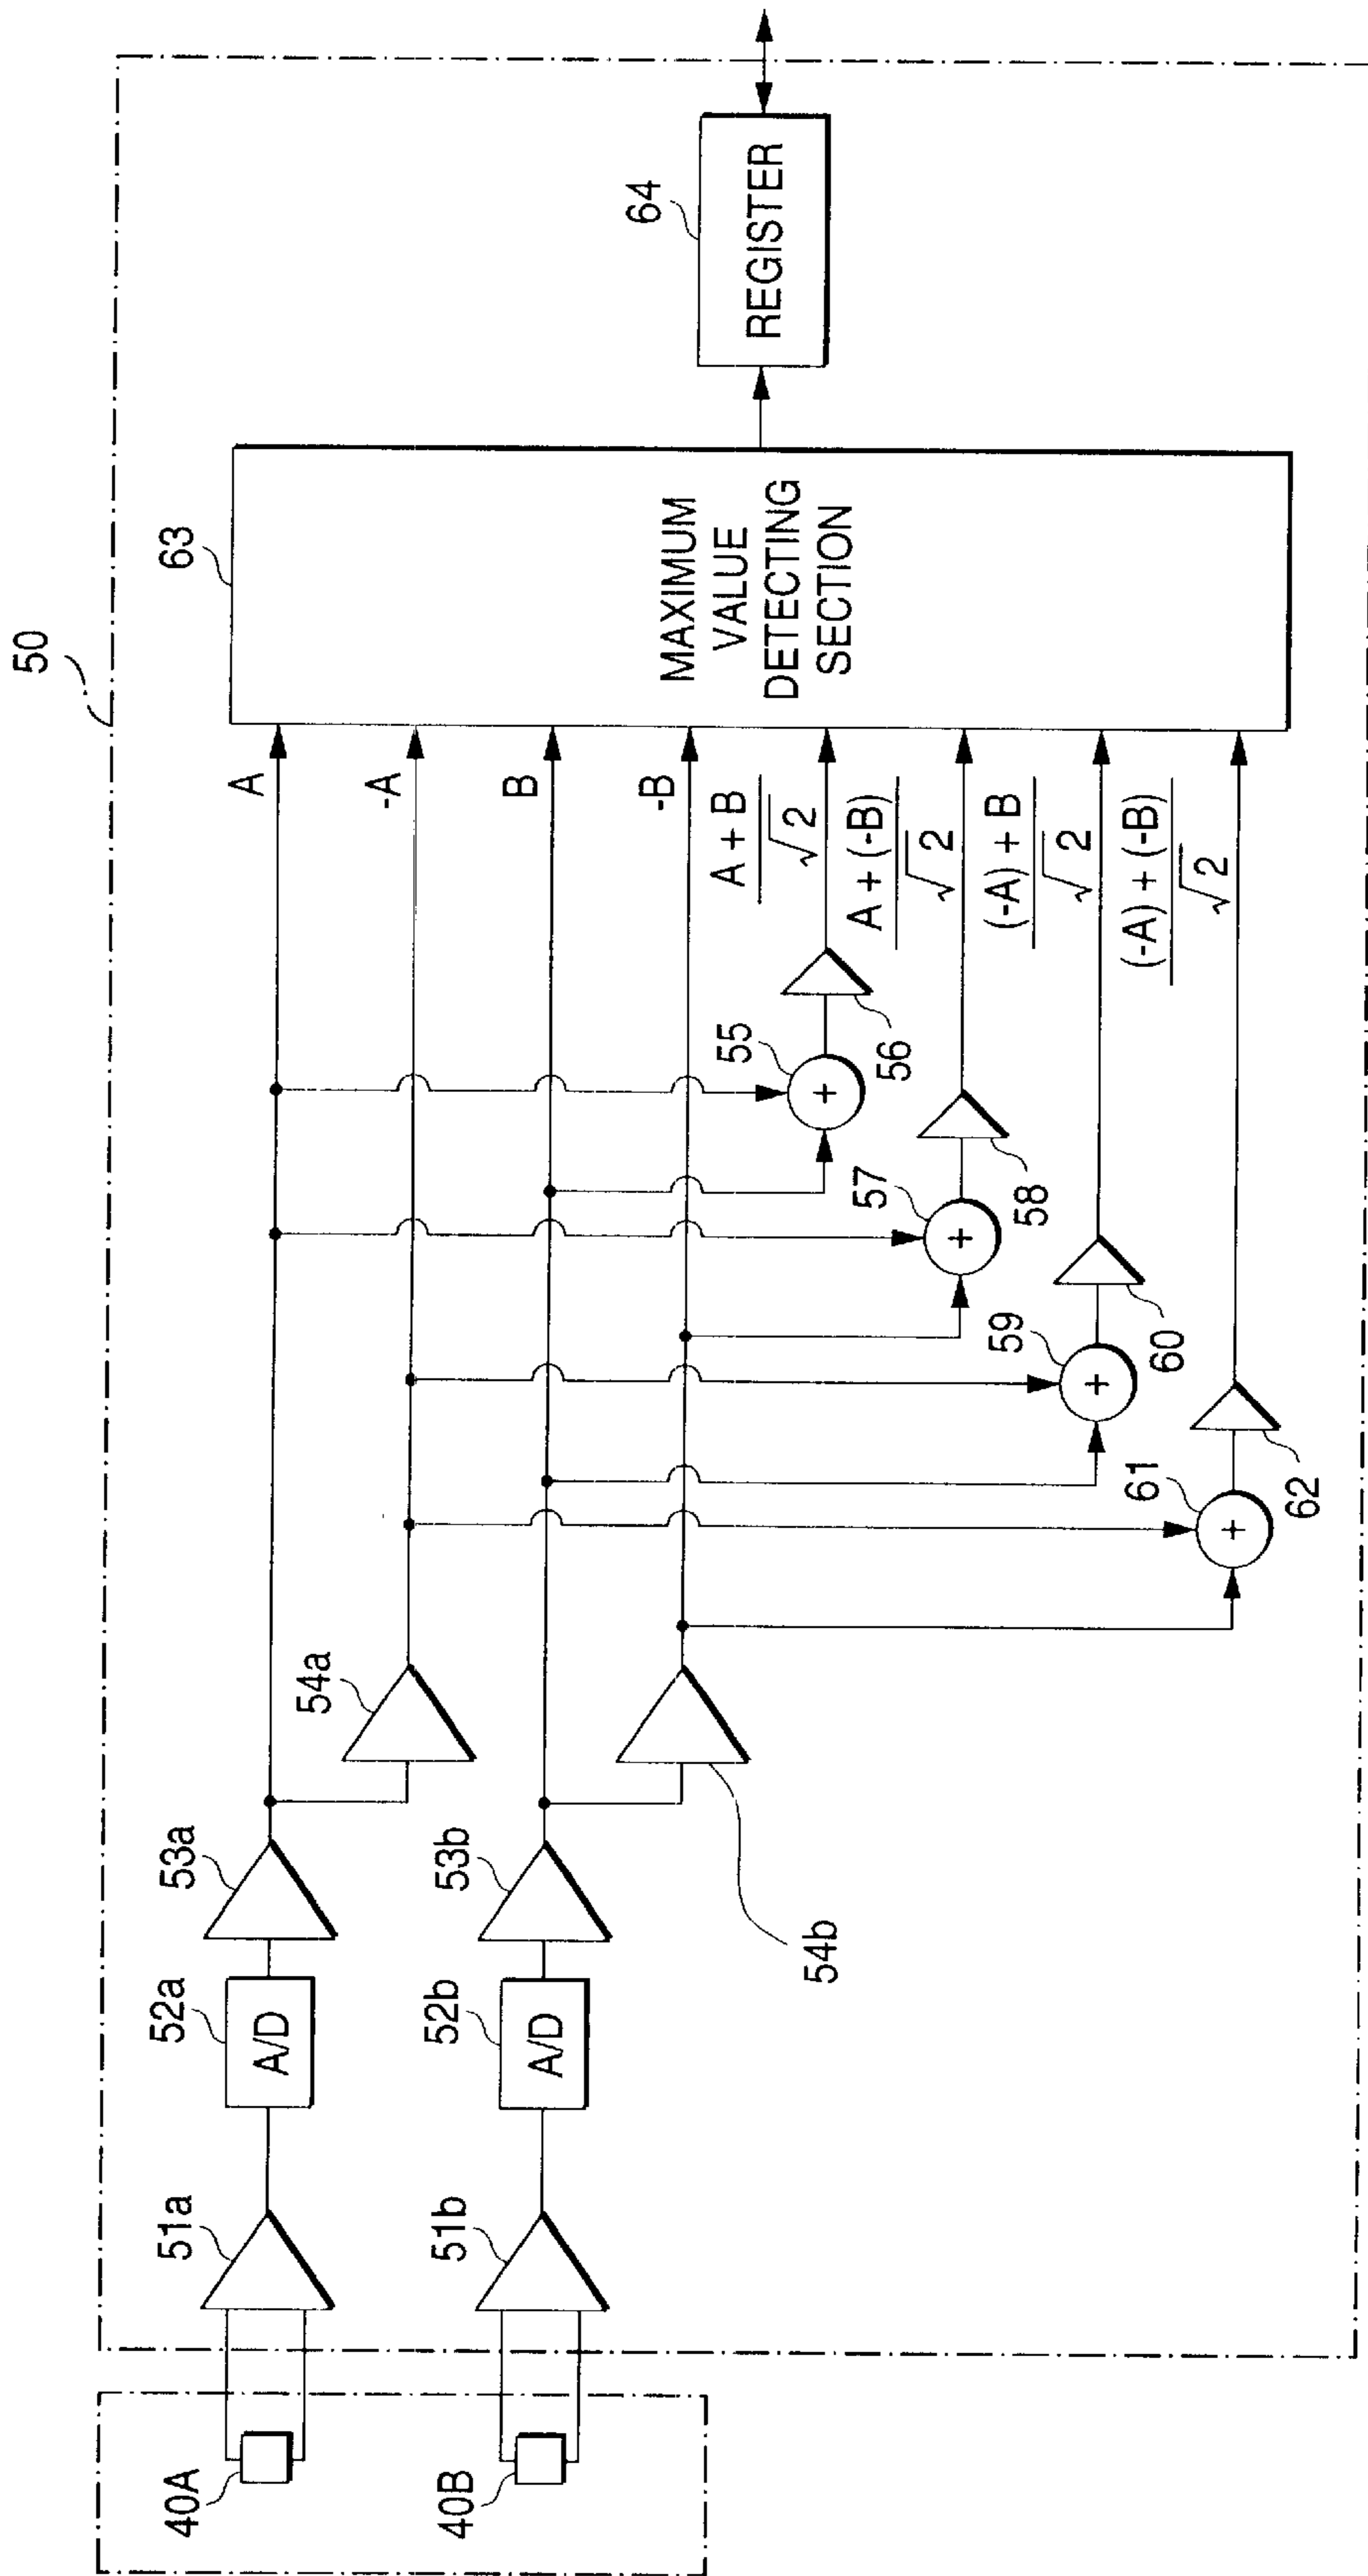 50
40A
51a
52a
A/D
53a
54a
40B
51b
52b
A/D
53b
54b
A
-A
B
-B
A + B
√2
A + (-B)
√2
(-A) + B
√2
(-A) + (-B)
√2
55
+
56
57
+
58
59
+
60
61
+
62
63
MAXIMUM
VALUE
DETECTING
SECTION
64
REGISTER